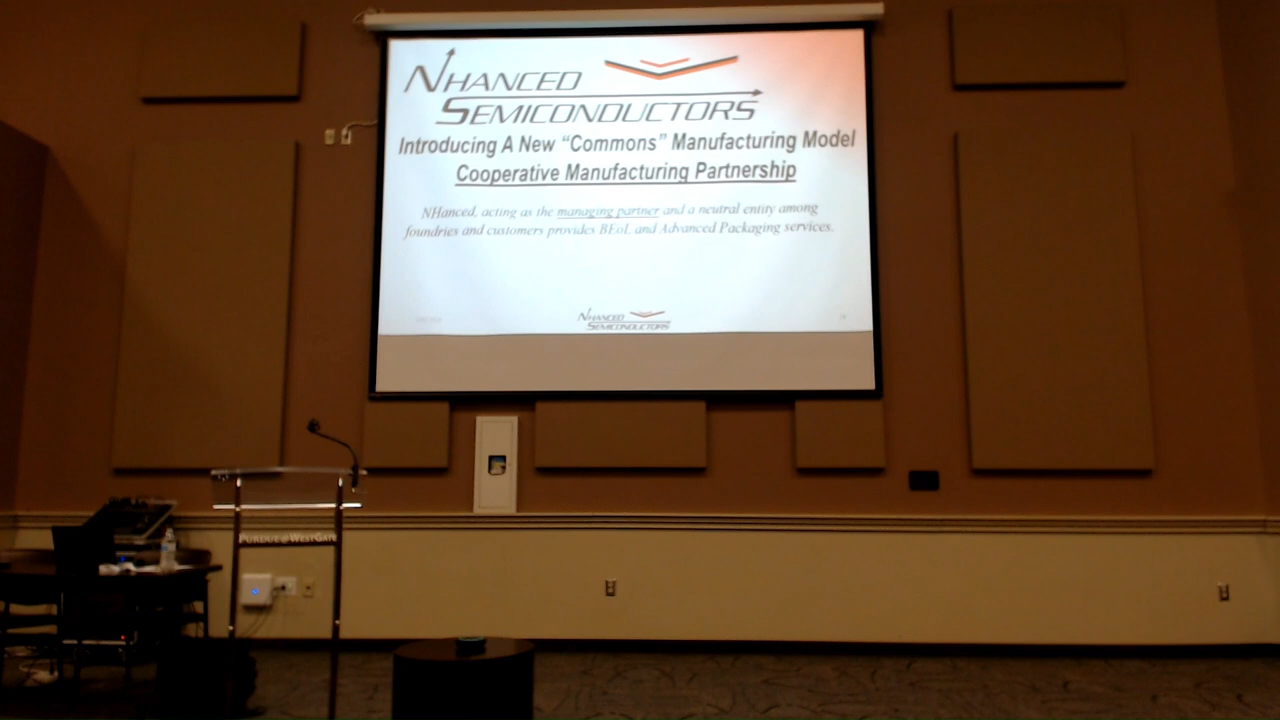 NHANCED
SEMICONDUCTORS
Introducing A New “Commons” Manufacturing Model
Cooperative Manufacturing Partnership
NHanced, acting as the managing partner and a neutral entity among
foundries and customers provides BEoL and Advanced Packaging services.
NHANCED
SEMICONDUCTORS
PURDUE@WESTGATE